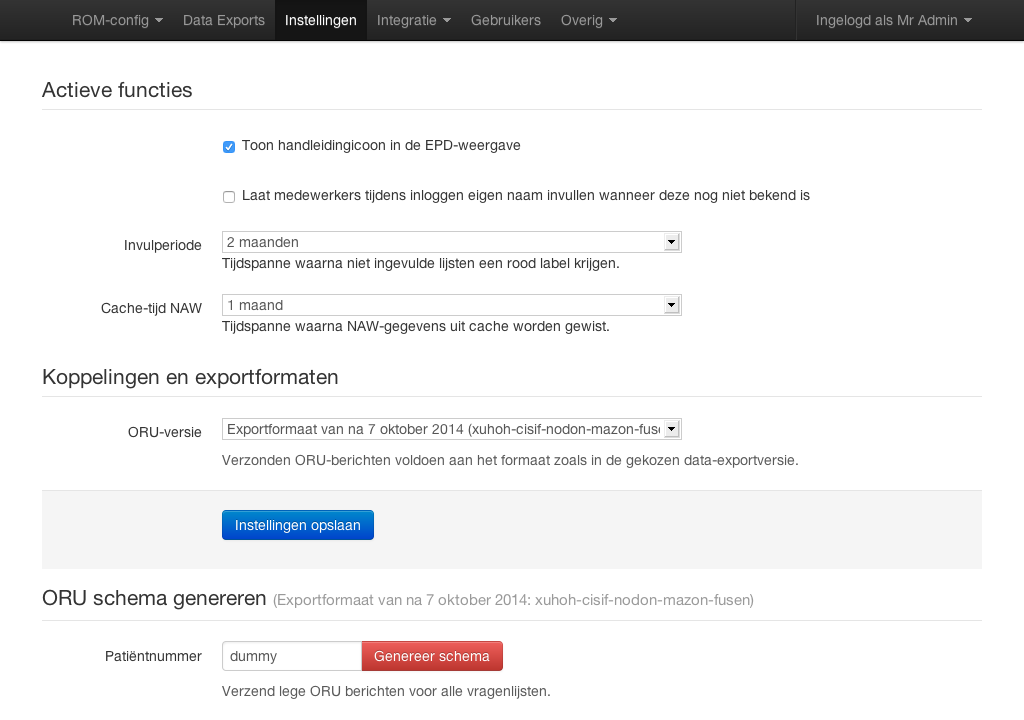 ROM-config Data Exports Instellingen Integratie Gebruikers Overig Ingelogd als Mr Admin
Actieve functies
Toon handleidingicoon in de EPD-weergave
Laat medewerkers tijdens inloggen eigen naam invullen wanneer deze nog niet bekend is
Invulperiode 2 maanden
Tijdspanne waarna niet ingevulde lijsten een rood label krijgen.
Cache-tijd NAW 1 maand
Tijdspanne waarna NAW-gegevens uit cache worden gewist.
Koppelingen en exportformaten
ORU-versie Exportformaat van na 7 oktober 2014 (xuhoh-cisif-nodon-mazon-fuse
Verzonden ORU-berichten voldoen aan het formaat zoals in de gekozen data-exportversie.
Instellingen opslaan
ORU schema genereren (Exportformaat van na 7 oktober 2014: xuhoh-cisif-nodon-mazon-fusen)
Patiëntnummer dummy Genereer schema
Verzend lege ORU berichten voor alle vragenlijsten.